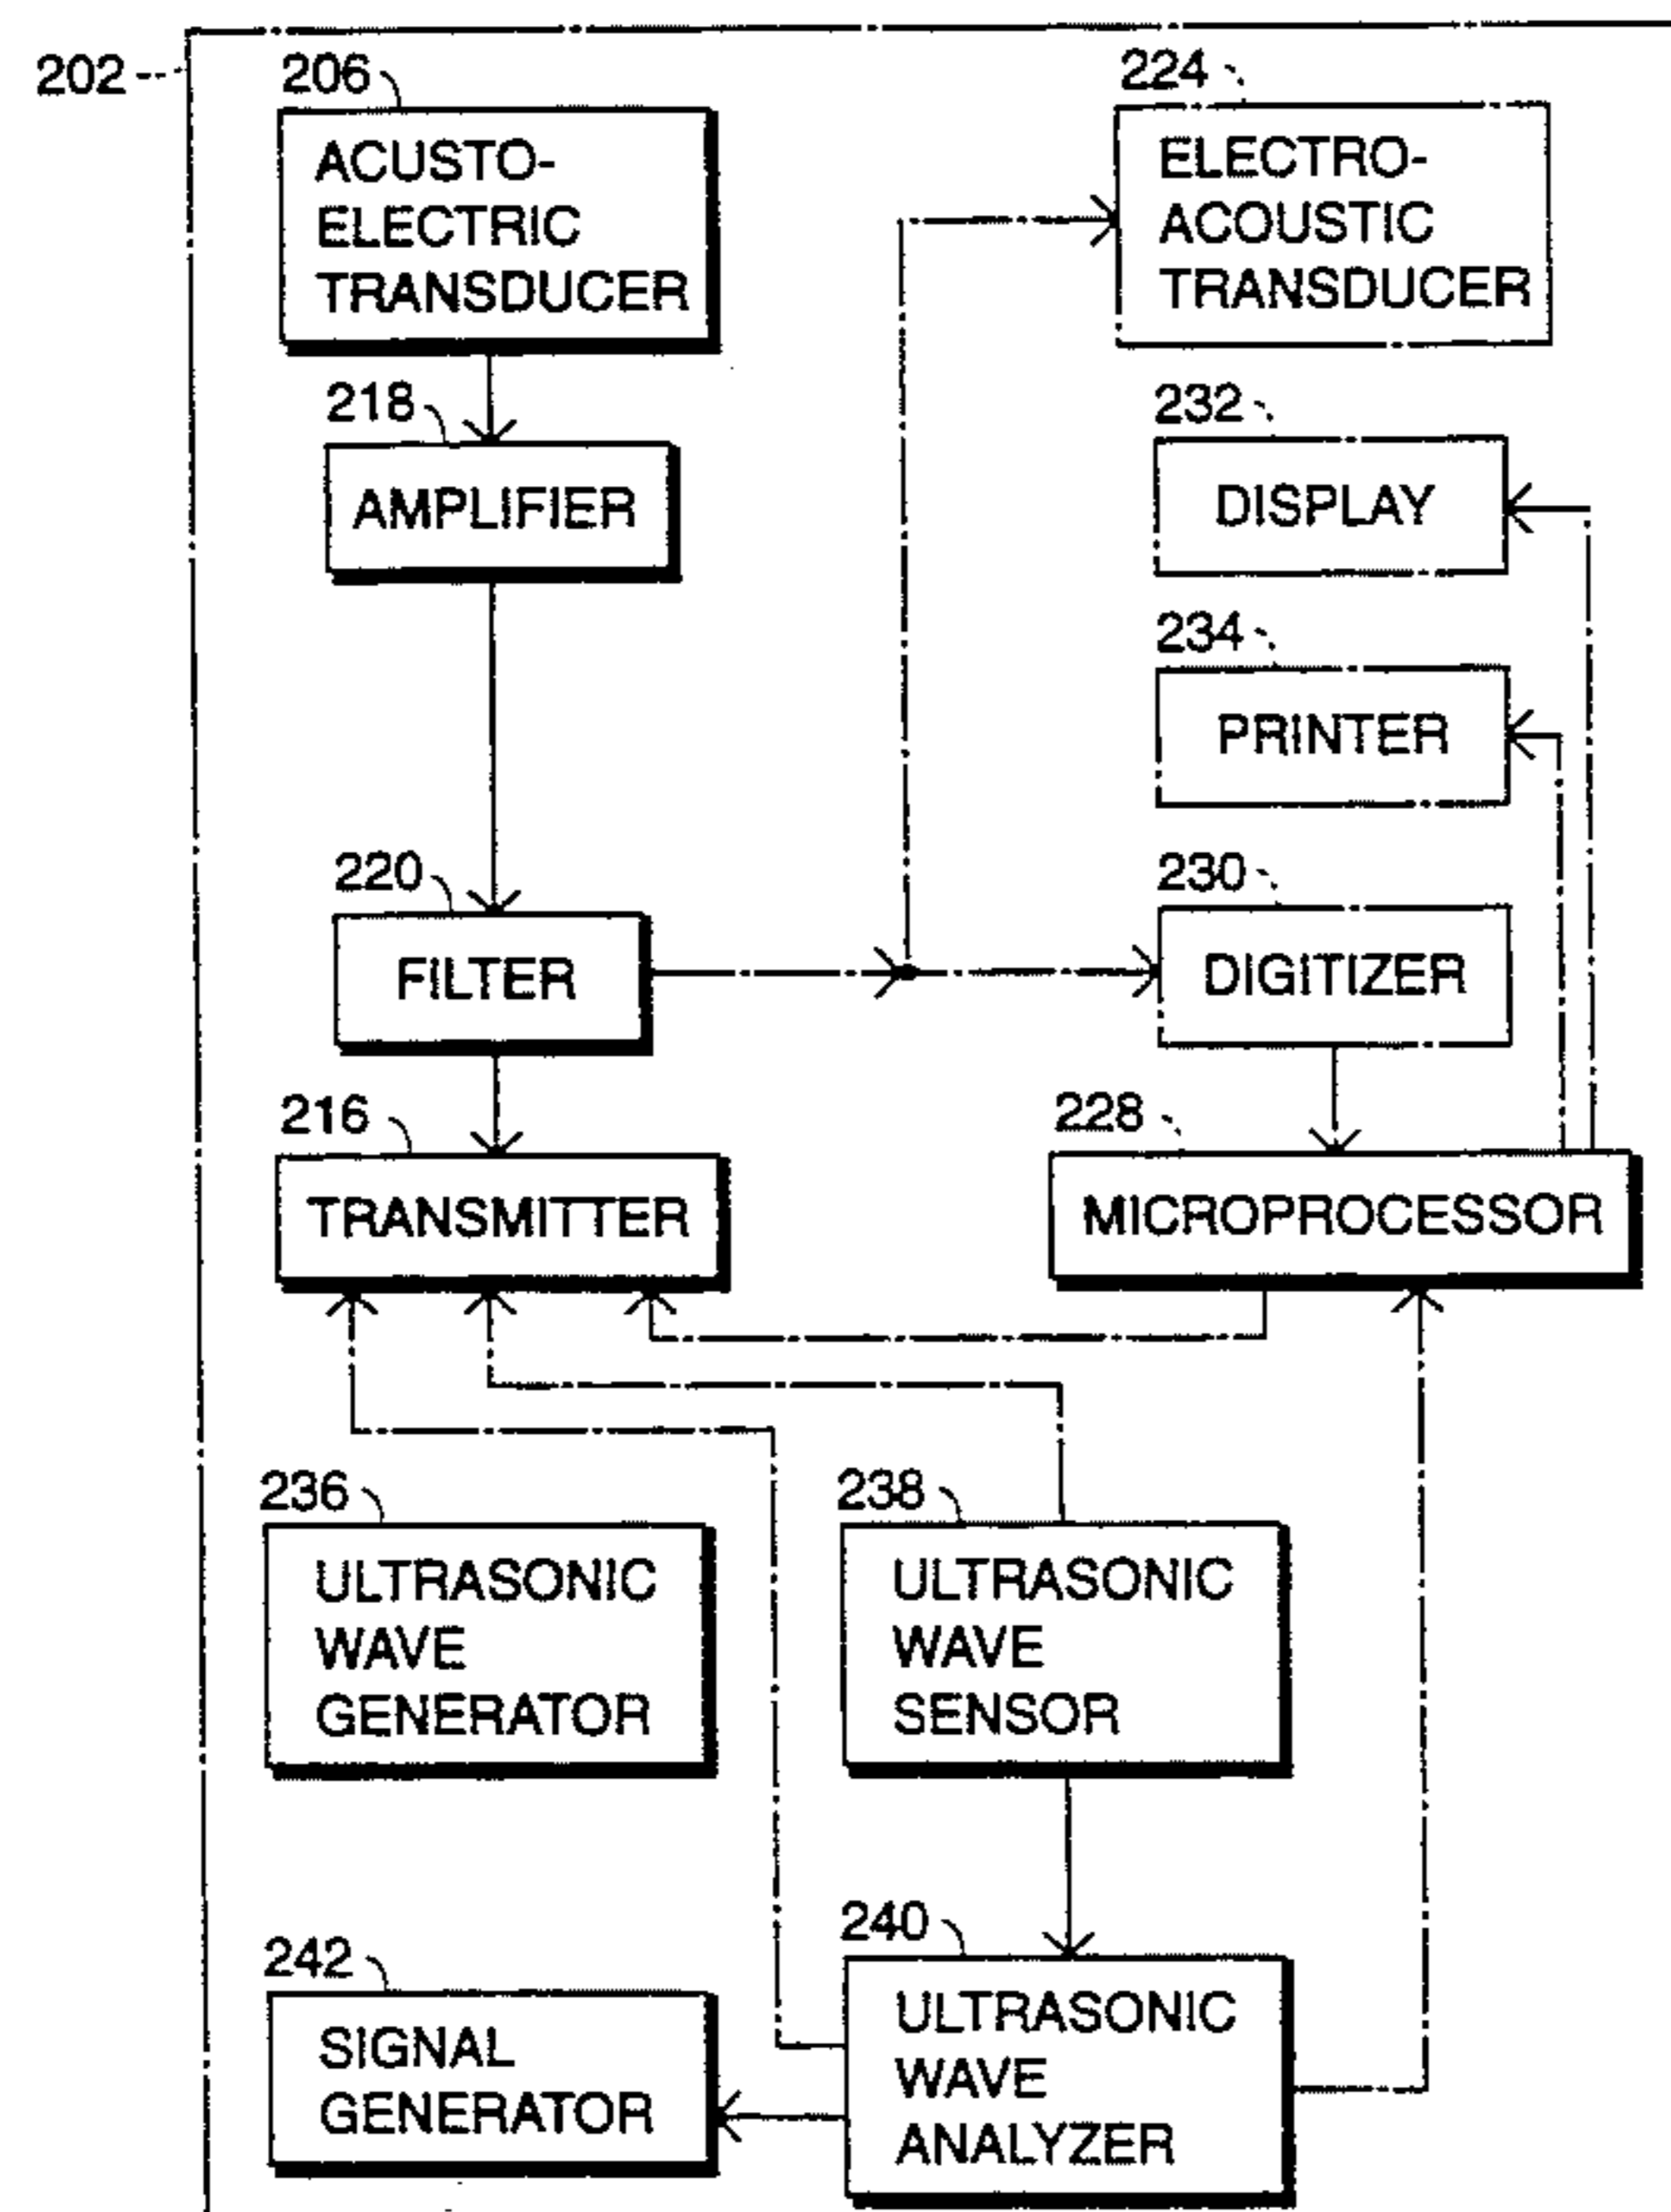 202
206
ACUSTO-
ELECTRIC
TRANSDUCER
224
ELECTRO-
ACOUSTIC
TRANSDUCER
218
AMPLIFIER
232
DISPLAY
234
PRINTER
220
FILTER
230
DIGITIZER
216
TRANSMITTER
228
MICROPROCESSOR
236
ULTRASONIC
WAVE
GENERATOR
238
ULTRASONIC
WAVE
SENSOR
242
SIGNAL
GENERATOR
240
ULTRASONIC
WAVE
ANALYZER